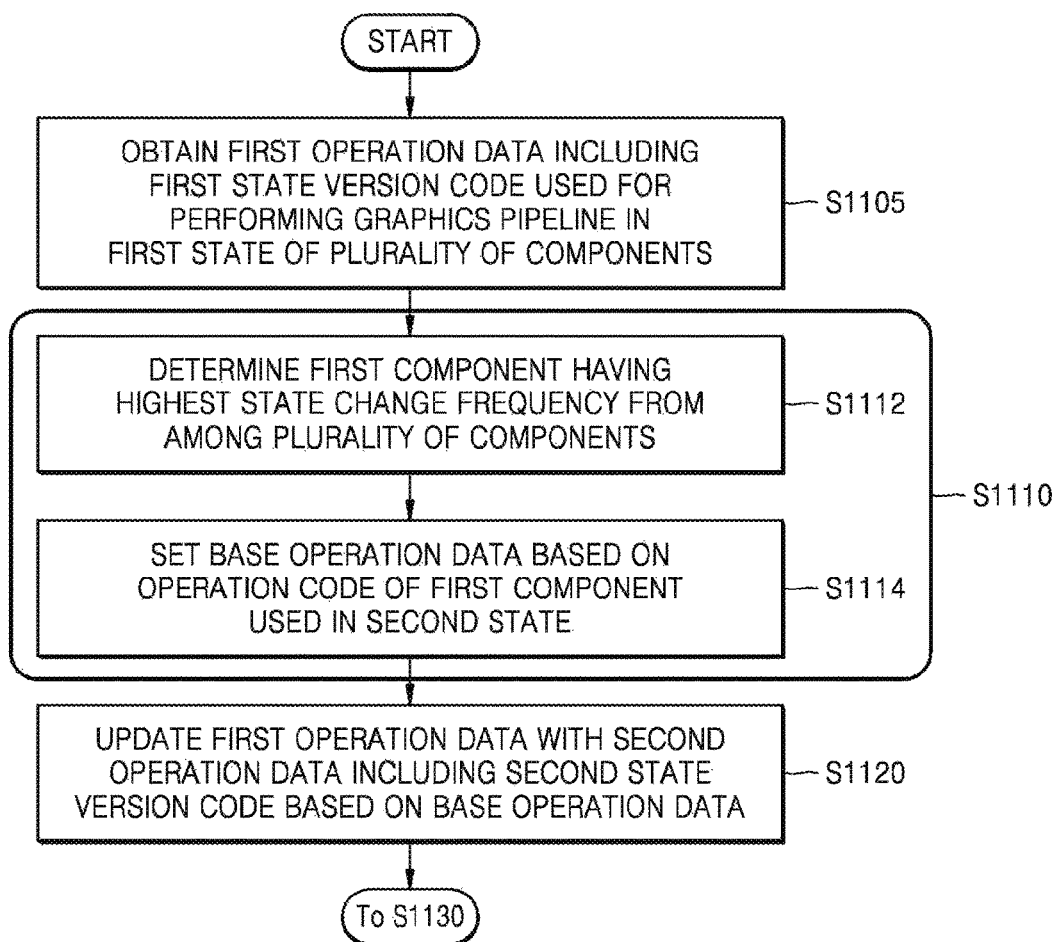 START
OBTAIN FIRST OPERATION DATA INCLUDING
FIRST STATE VERSION CODE USED FOR
PERFORMING GRAPHICS PIPELINE IN
FIRST STATE OF PLURALITY OF COMPONENTS
S1105
DETERMINE FIRST COMPONENT HAVING
HIGHEST STATE CHANGE FREQUENCY FROM
AMONG PLURALITY OF COMPONENTS
S1112
S1110
SET BASE OPERATION DATA BASED ON
OPERATION CODE OF FIRST COMPONENT
USED IN SECOND STATE
S1114
UPDATE FIRST OPERATION DATA WITH SECOND
OPERATION DATA INCLUDING SECOND STATE
VERSION CODE BASED ON BASE OPERATION DATA
S1120
To S1130